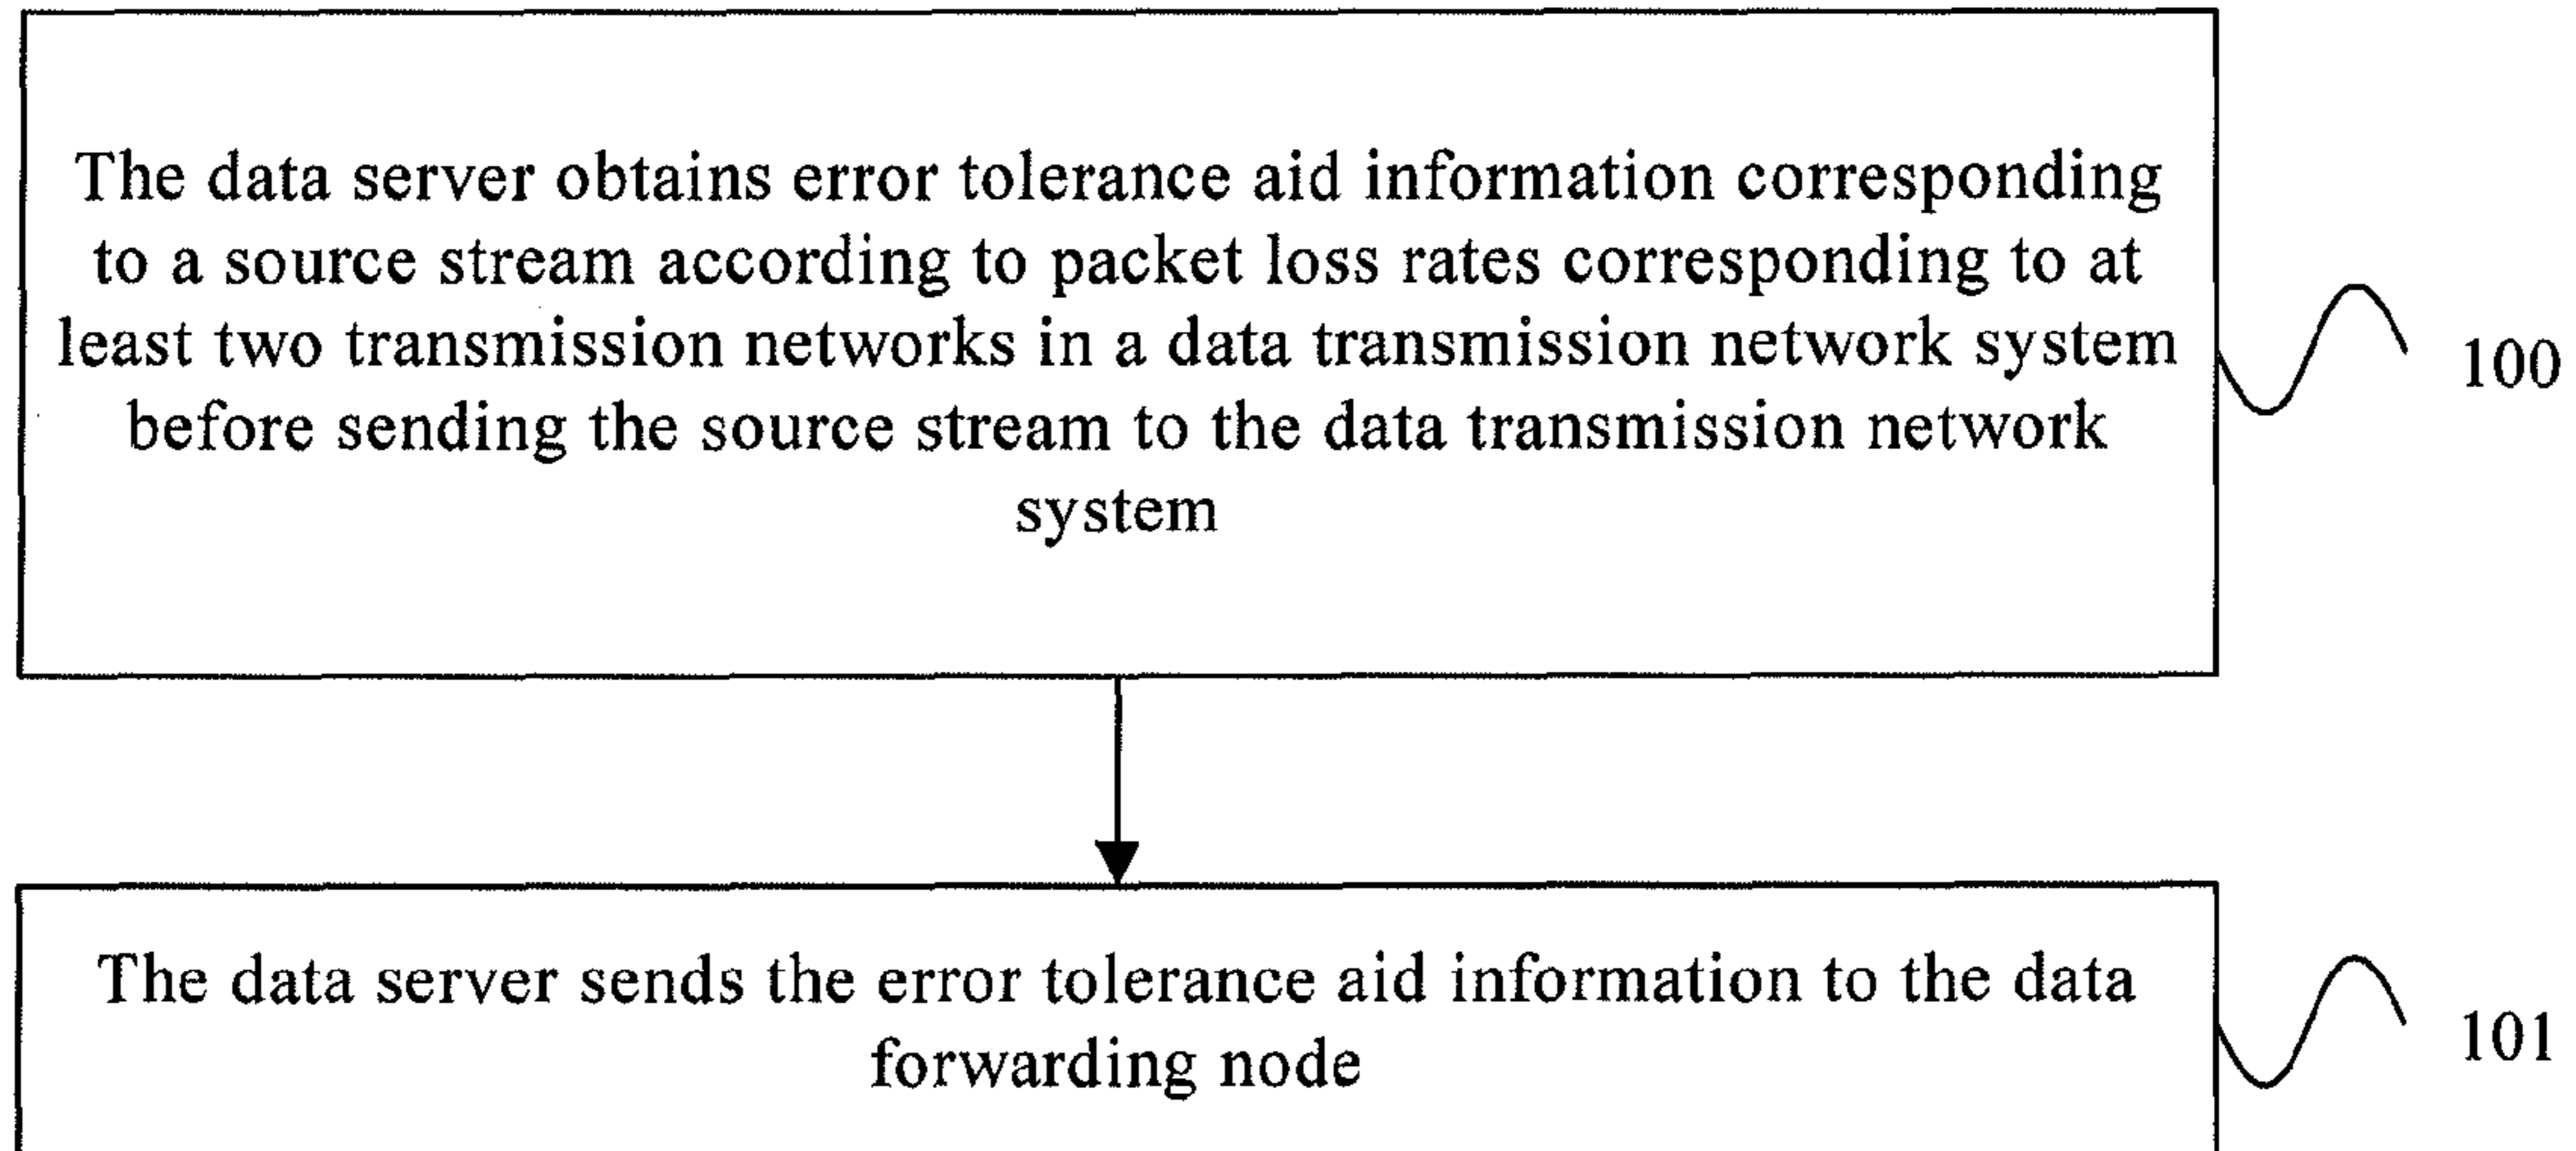 The data server obtains error tolerance aid information corresponding
to a source stream according to packet loss rates corresponding to at
least two transmission networks in a data transmission network system
before sending the source stream to the data transmission network
system
100
The data server sends the error tolerance aid information to the data
forwarding node
101